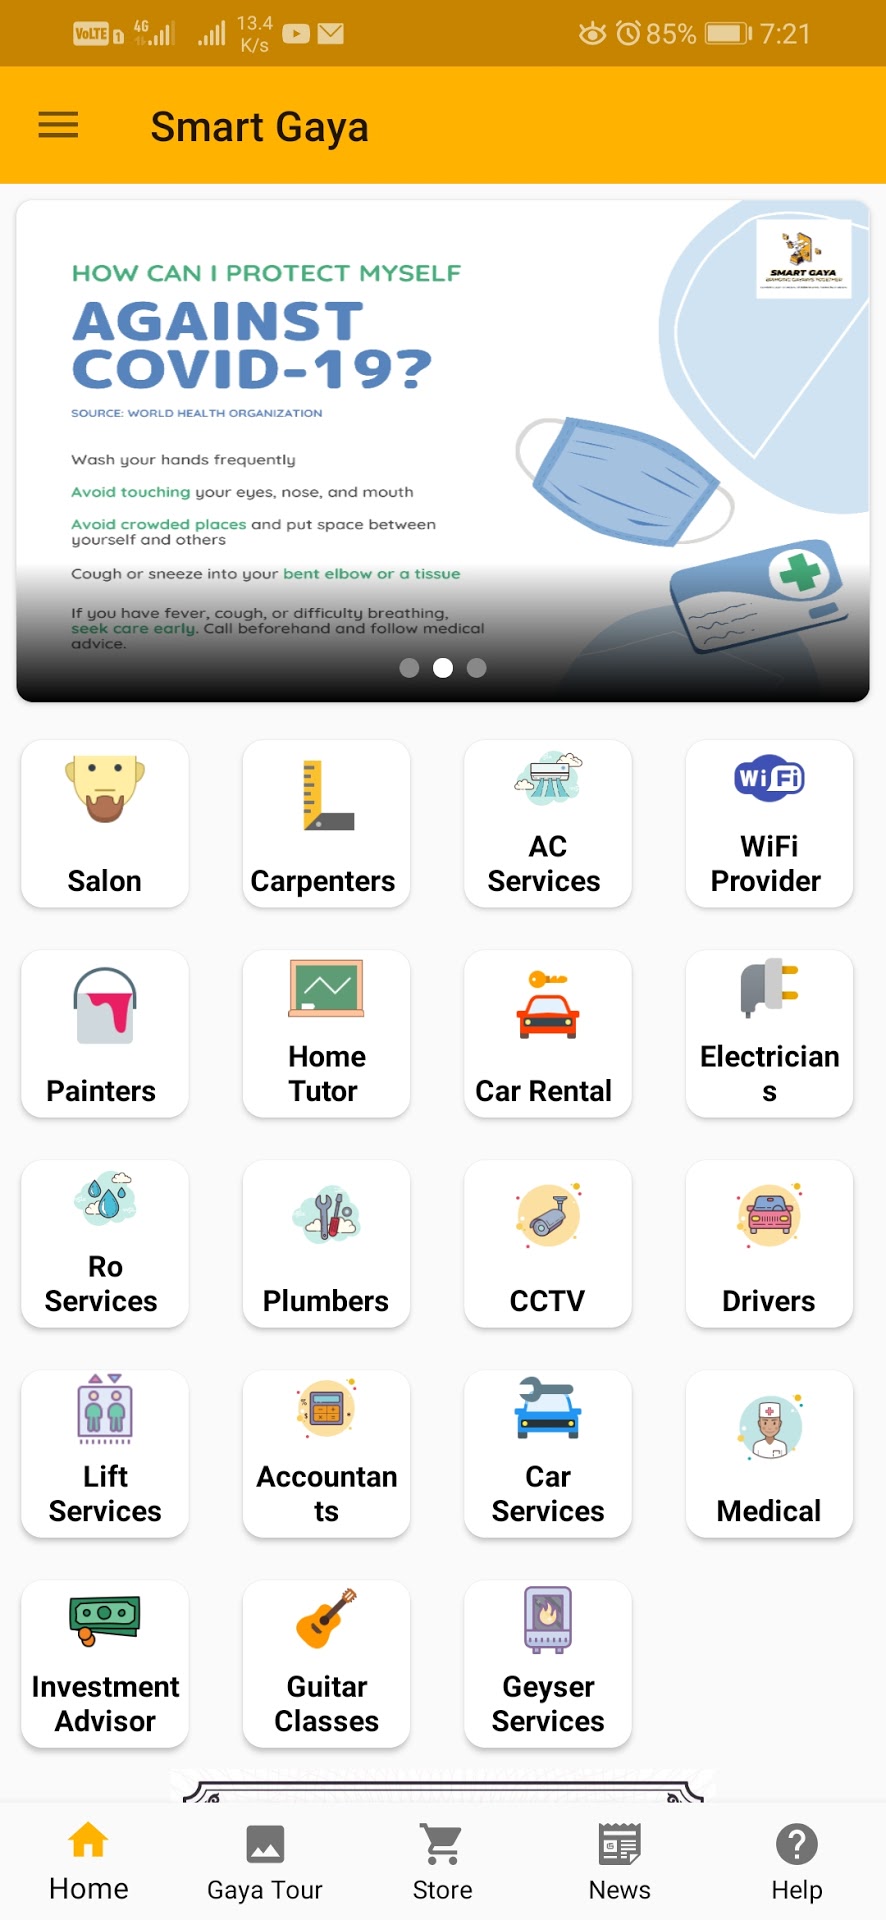 VoLTE 1 4G 13.4 K/s 85% 7:21
Smart Gaya
SMART GAYA
HOW CAN I PROTECT MYSELF
AGAINST
COVID-19?
SOURCE: WORLD HEALTH ORGANIZATION
Wash your hands frequently
Avoid touching your eyes, nose, and mouth
Avoid crowded places and put space between
yourself and others
Cough or sneeze into your bent elbow or a tissue
If you have fever, cough, or difficulty breathing,
seek care early. Call beforehand and follow medical
advice.
Salon
Carpenters
AC
Services
WiFi
WiFi
Provider
Painters
Home
Tutor
Car Rental
Electrician
s
Ro
Services
Plumbers
CCTV
Drivers
Lift
Services
Accountan
ts
Car
Services
Medical
Investment
Advisor
Guitar
Classes
Geyser
Services
Home
Gaya Tour
Store
News
Help